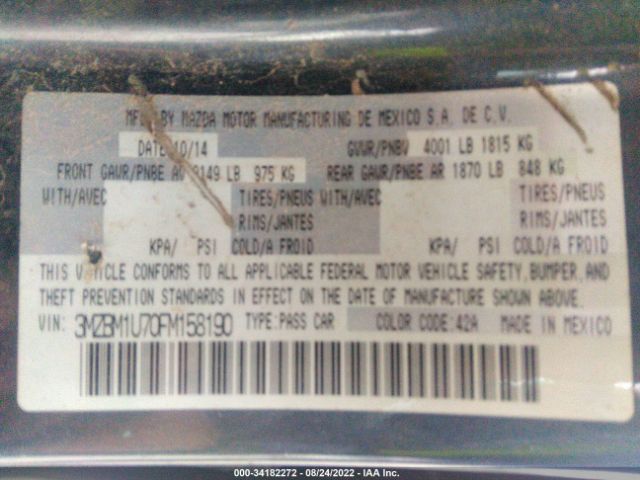 MFD. BY MAZDA MOTOR MANUFACTURING DE MEXICO S.A. DE C.V.
DATE 10/14 GVWR/PNBV 4001 LB 1815 KG
FRONT GAWR/PNBE AV 2149 LB 975 KG REAR GAWR/PNBE AR 1870 LB 848 KG
WITH/AVEC TIRES/PNEUS WITH/AVEC TIRES/PNEUS
RIMS/JANTES RIMS/JANTES
KPA/ PSI COLD/A FROID KPA/ PSI COLD/A FROID
THIS VEHICLE CONFORMS TO ALL APPLICABLE FEDERAL MOTOR VEHICLE SAFETY, BUMPER, AND
THEFT PREVENTION STANDARDS IN EFFECT ON THE DATE OF MANUFACTURE SHOWN ABOVE.
VIN: 3MZBM1U70FM158190 TYPE:PASS CAR COLOR CODE:42A MADE IN MEXICO
000-34182272 - 08/24/2022 - IAA Inc.